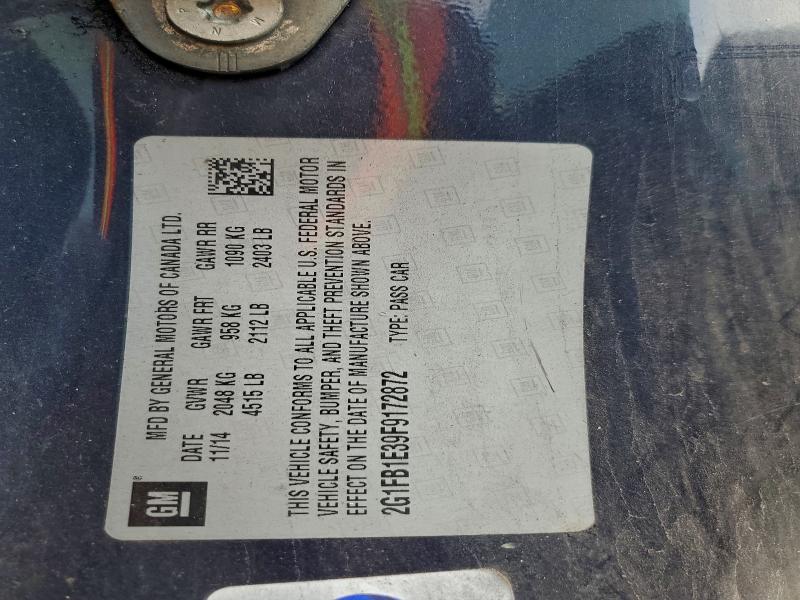 GM
MFD BY GENERAL MOTORS OF CANADA LTD.
DATE GVWR GAWR FRT GAWR RR
11/14 2048 KG 958 KG 1090 KG
4515 LB 2112 LB 2403 LB
THIS VEHICLE CONFORMS TO ALL APPLICABLE U.S. FEDERAL MOTOR
VEHICLE SAFETY, BUMPER, AND THEFT PREVENTION STANDARDS IN
EFFECT ON THE DATE OF MANUFACTURE SHOWN ABOVE.
2G1FB1E39F9172872 TYPE: PASS CAR